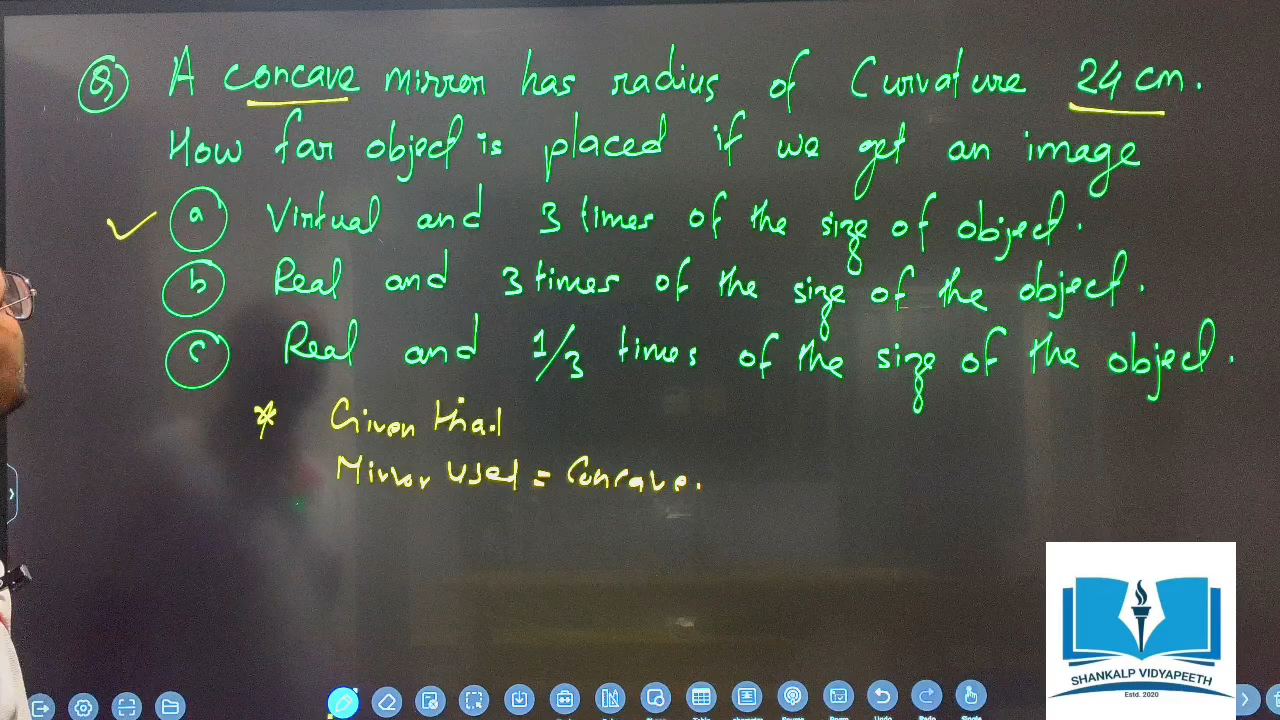 Q A concave mirror has radius of Curvature 24 cm.
How far object is placed if we get an image
a Virtual and 3 times of the size of object.
b Real and 3 times of the size of the object.
c Real and 1/3 times of the size of the object.
* Given that
Mirror used = Concave.
SHANKALP VIDYAPEETH
Estd. 2020
Undo
Redo